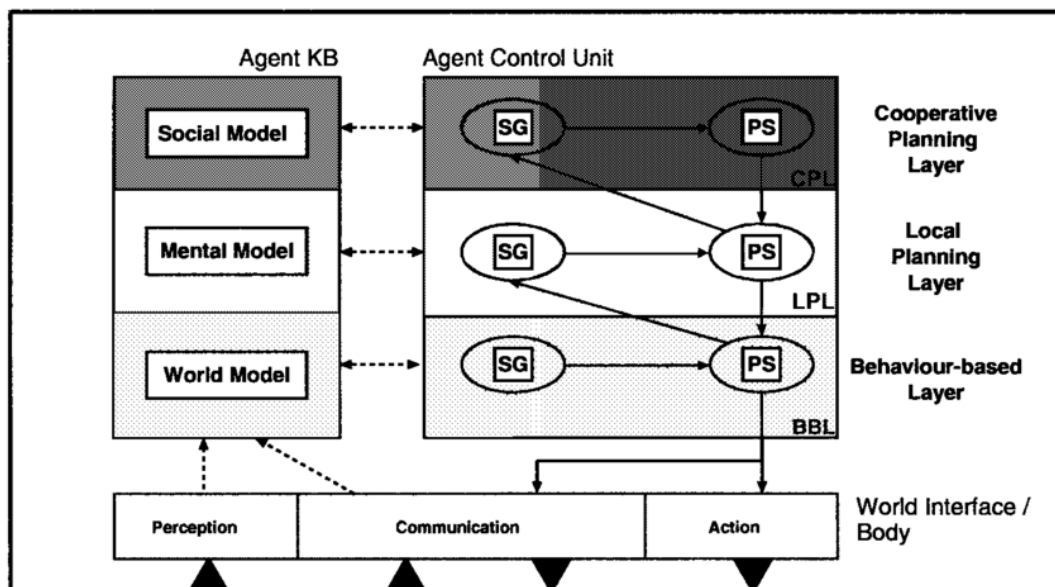 Agent KB
Agent Control Unit
Social Model
SG
PS
CPL
Cooperative
Planning
Layer
Mental Model
SG
PS
LPL
Local
Planning
Layer
World Model
SG
PS
BBL
Behaviour-based
Layer
Perception
Communication
Action
World Interface /
Body